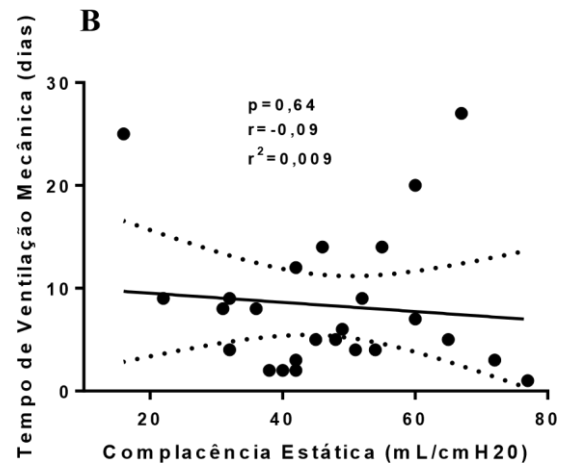 B
Tempo de Ventilação Mecânica (dias)
30
20
10
0
p=0,64
r=-0,09
r²=0,009
20 40 60 80
Complacência Estática (mL/cmH20)